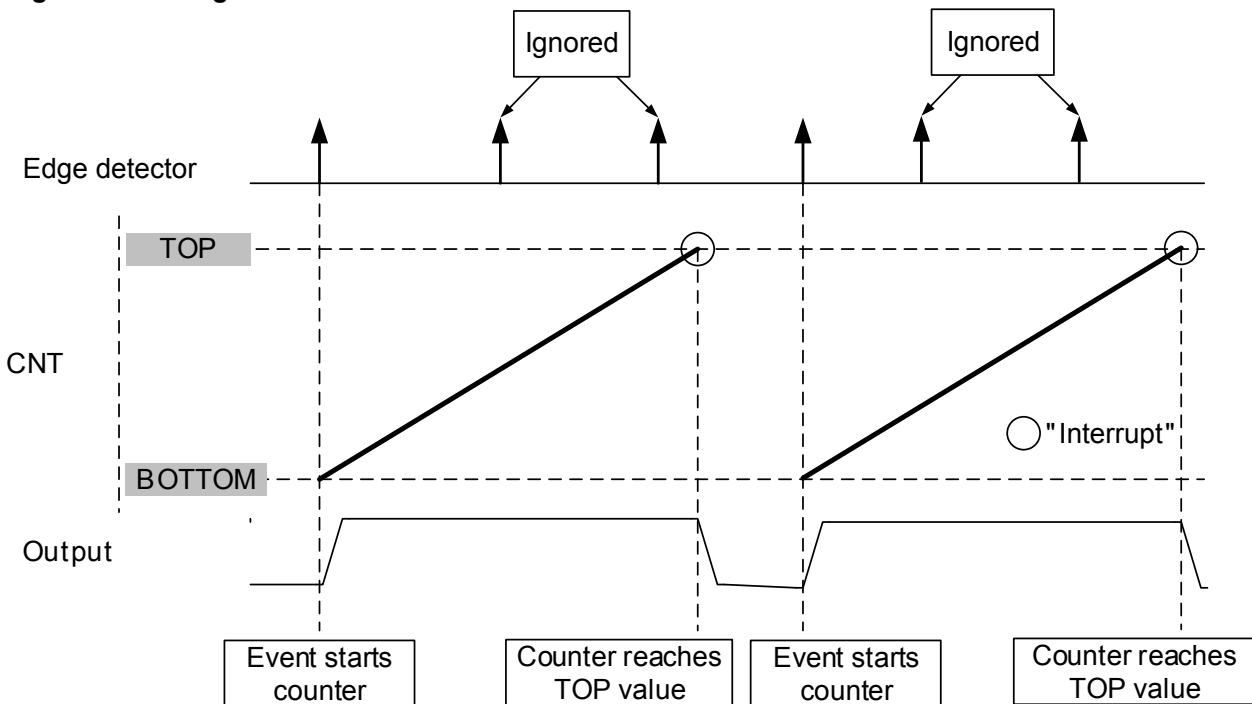 Ignored
Ignored
Edge detector
TOP
CNT
"Interrupt"
BOTTOM
Output
Event starts
counter
Counter reaches
TOP value
Event starts
counter
Counter reaches
TOP value